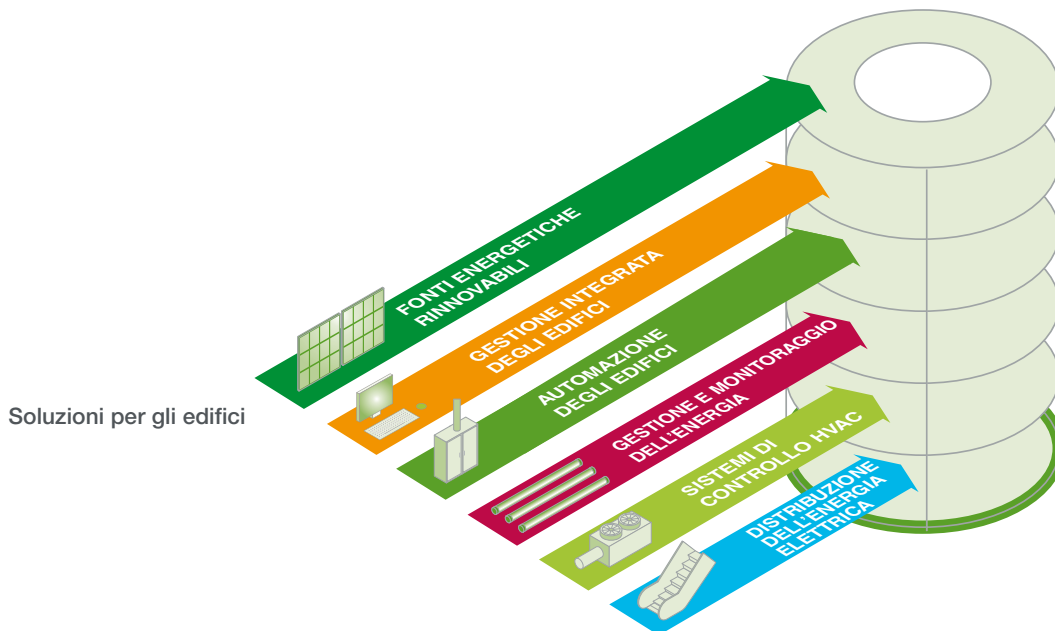 FONTI ENERGETICHE
RINNOVABILI
GESTIONE INTEGRATA
DEGLI EDIFICI
AUTOMAZIONE
DEGLI EDIFICI
GESTIONE E MONITORAGGIO
DELL'ENERGIA
SISTEMI DI
CONTROLLO HVAC
DISTRIBUZIONE
DELL'ENERGIA
ELETTRICA
Soluzioni per gli edifici